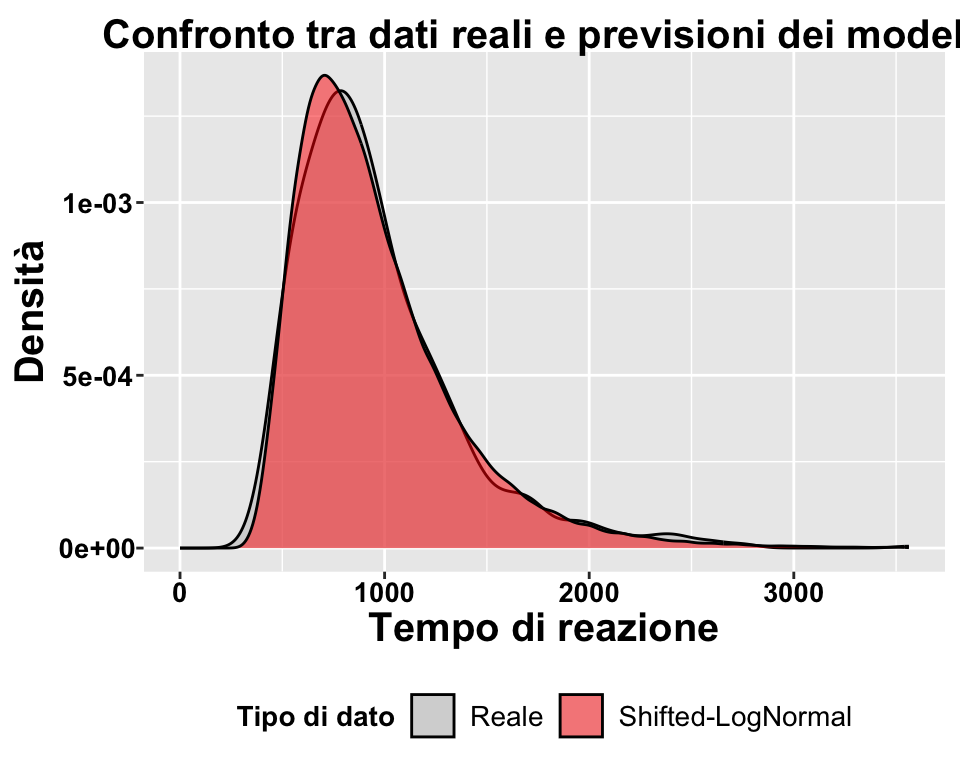 Confronto tra dati reali e previsioni dei model
Densità
1e-03
5e-04
0e+00
0 1000 2000 3000
Tempo di reazione
Tipo di dato Reale Shifted-LogNormal